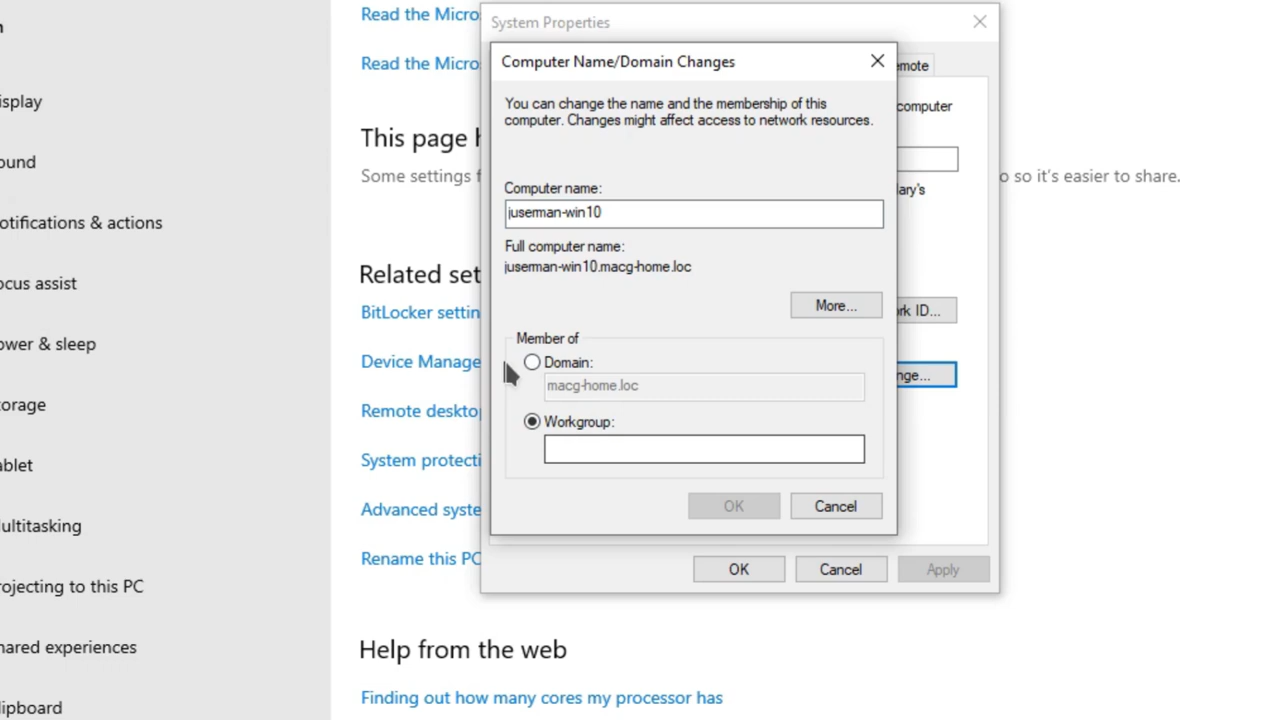 Read the Micro
System Properties
Read the Micro
Computer Name/Domain Changes
emote
You can change the name and the membership of this
computer. Changes might affect access to network resources.
computer
This page h
Some settings f
o so it's easier to share.
Computer name:
ary's
juserman-win10
Full computer name:
juserman-win10.macg-home.loc
More...
rk ID...
Member of
Domain:
macg-home.loc
nge...
Workgroup:
OK
Cancel
OK
Cancel
Apply
isplay
ound
otifications & actions
ocus assist
ower & sleep
torage
ablet
ultitasking
rojecting to this PC
hared experiences
lipboard
Related set
BitLocker settin
Device Manage
Remote deskto
System protecti
Advanced syste
Rename this PC
Help from the web
Finding out how many cores my processor has